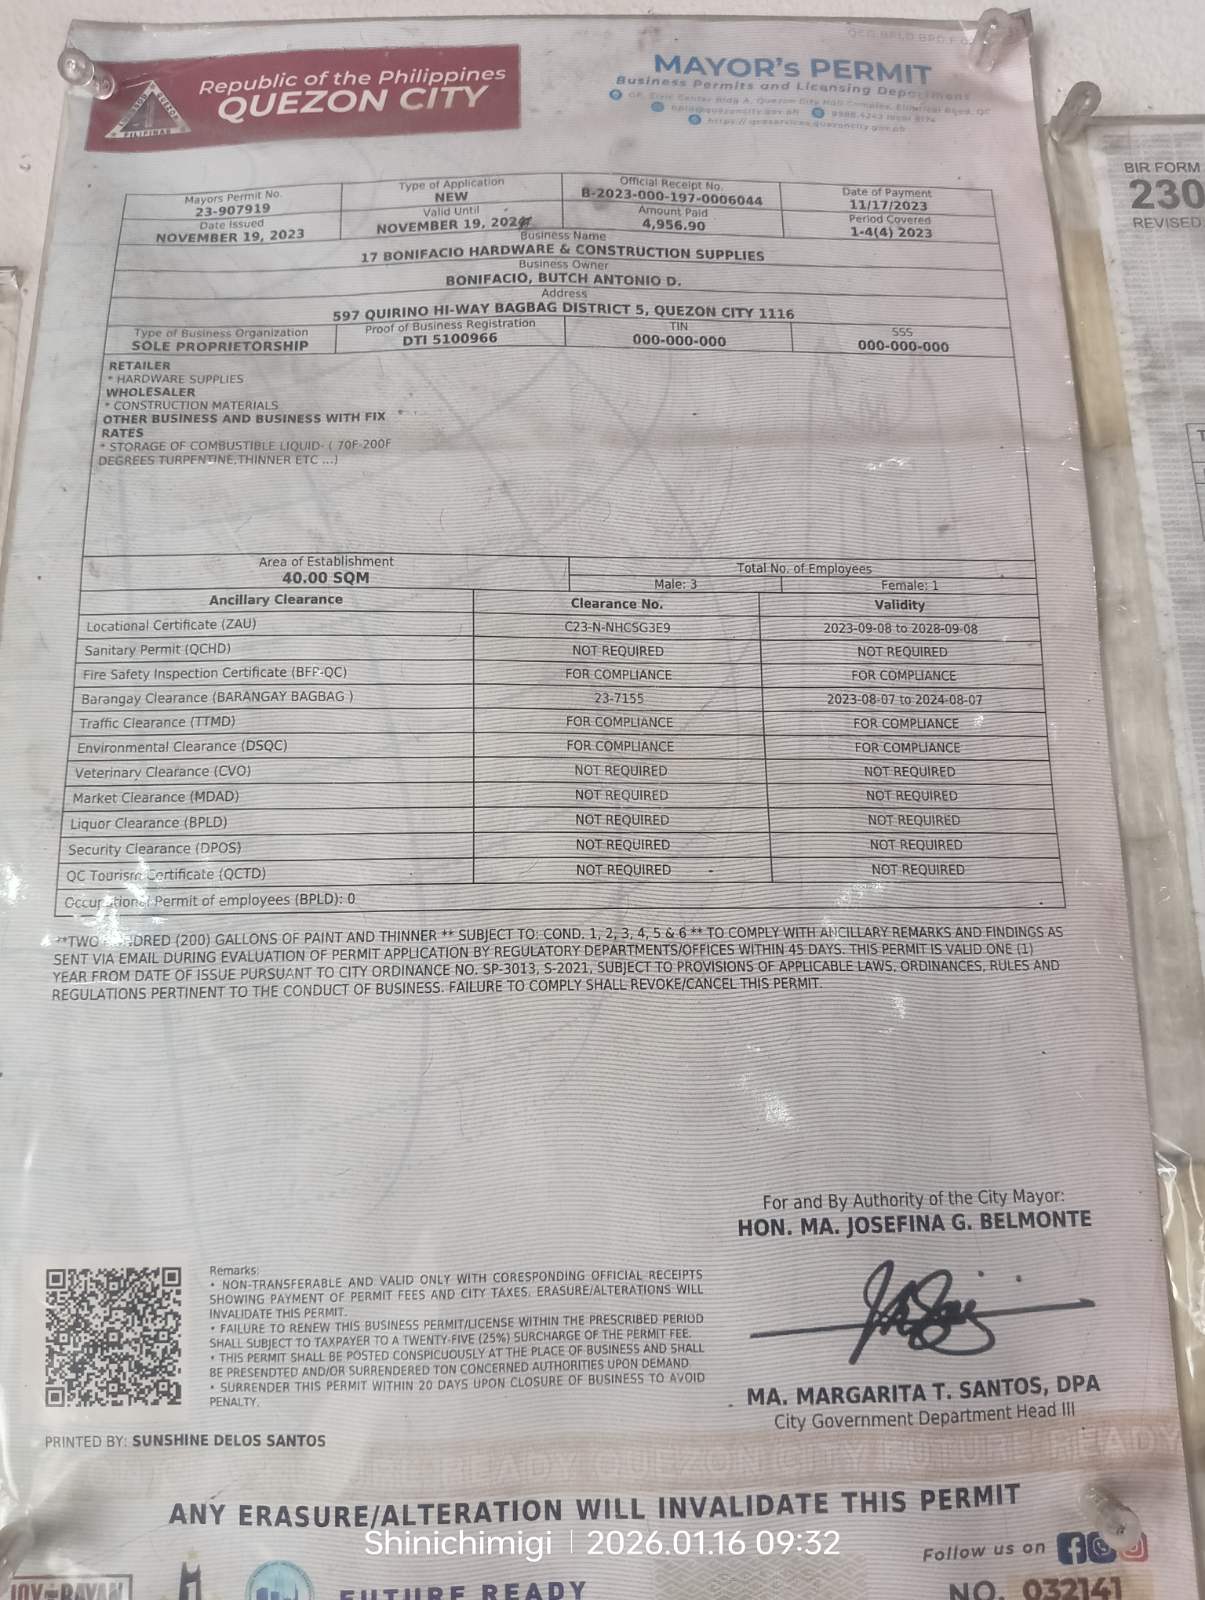 Republic of the Philippines
QUEZON CITY
MAYOR's PERMIT
Business Permits and Licensing Department
BIR FORM
230
REVISED
Mayors Permit No.
23-907919
Type of Application
NEW
Official Receipt No.
B-2023-000-197-0006044
Date of Payment
11/17/2023
Date Issued
NOVEMBER 19, 2023
Valid Until
NOVEMBER 19, 2024
Amount Paid
4,956.90
Period Covered
1-4(4) 2023
Business Name
17 BONIFACIO HARDWARE & CONSTRUCTION SUPPLIES
Business Owner
BONIFACIO, BUTCH ANTONIO D.
Address
597 QUIRINO HI-WAY BAGBAG DISTRICT 5, QUEZON CITY 1116
Type of Business Organization
SOLE PROPRIETORSHIP
Proof of Business Registration
DTI 5100966
TIN
000-000-000
SSS
000-000-000
RETAILER
* HARDWARE SUPPLIES
WHOLESALER
* CONSTRUCTION MATERIALS
OTHER BUSINESS AND BUSINESS WITH FIX
RATES
* STORAGE OF COMBUSTIBLE LIQUID- ( 70F-200F
DEGREES TURPENTINE,THINNER ETC ...)
Area of Establishment
40.00 SQM
Total No. of Employees
Male: 3 Female: 1
Ancillary Clearance Clearance No. Validity
Locational Certificate (ZAU) C23-N-NHCSG3E9 2023-09-08 to 2028-09-08
Sanitary Permit (QCHD) NOT REQUIRED NOT REQUIRED
Fire Safety Inspection Certificate (BFP-QC) FOR COMPLIANCE FOR COMPLIANCE
Barangay Clearance (BARANGAY BAGBAG ) 23-7155 2023-08-07 to 2024-08-07
Traffic Clearance (TTMD) FOR COMPLIANCE FOR COMPLIANCE
Environmental Clearance (DSQC) FOR COMPLIANCE FOR COMPLIANCE
Veterinary Clearance (CVO) NOT REQUIRED NOT REQUIRED
Market Clearance (MDAD) NOT REQUIRED NOT REQUIRED
Liquor Clearance (BPLD) NOT REQUIRED NOT REQUIRED
Security Clearance (DPOS) NOT REQUIRED NOT REQUIRED
QC Tourism Certificate (QCTD) NOT REQUIRED NOT REQUIRED
Occupational Permit of employees (BPLD): 0
**TWO HUNDRED (200) GALLONS OF PAINT AND THINNER ** SUBJECT TO: COND. 1, 2, 3, 4, 5 & 6 ** TO COMPLY WITH ANCILLARY REMARKS AND FINDINGS AS
SENT VIA EMAIL DURING EVALUATION OF PERMIT APPLICATION BY REGULATORY DEPARTMENTS/OFFICES WITHIN 45 DAYS. THIS PERMIT IS VALID ONE (1)
YEAR FROM DATE OF ISSUE PURSUANT TO CITY ORDINANCE NO. SP-3013, S-2021, SUBJECT TO PROVISIONS OF APPLICABLE LAWS, ORDINANCES, RULES AND
REGULATIONS PERTINENT TO THE CONDUCT OF BUSINESS. FAILURE TO COMPLY SHALL REVOKE/CANCEL THIS PERMIT.
For and By Authority of the City Mayor:
HON. MA. JOSEFINA G. BELMONTE
Remarks:
• NON-TRANSFERABLE AND VALID ONLY WITH CORESPONDING OFFICIAL RECEIPTS
SHOWING PAYMENT OF PERMIT FEES AND CITY TAXES. ERASURE/ALTERATIONS WILL
INVALIDATE THIS PERMIT.
• FAILURE TO RENEW THIS BUSINESS PERMIT/LICENSE WITHIN THE PRESCRIBED PERIOD
SHALL SUBJECT TO TAXPAYER TO A TWENTY-FIVE (25%) SURCHARGE OF THE PERMIT FEE.
• THIS PERMIT SHALL BE POSTED CONSPICUOUSLY AT THE PLACE OF BUSINESS AND SHALL
BE PRESENDTED AND/OR SURRENDERED TON CONCERNED AUTHORITIES UPON DEMAND.
• SURRENDER THIS PERMIT WITHIN 20 DAYS UPON CLOSURE OF BUSINESS TO AVOID
PENALTY.
MA. MARGARITA T. SANTOS, DPA
City Government Department Head III
PRINTED BY: SUNSHINE DELOS SANTOS
ANY ERASURE/ALTERATION WILL INVALIDATE THIS PERMIT
Shinichimigi | 2026.01.16 09:32
Follow us on
FUTURE READY
NO. 032141